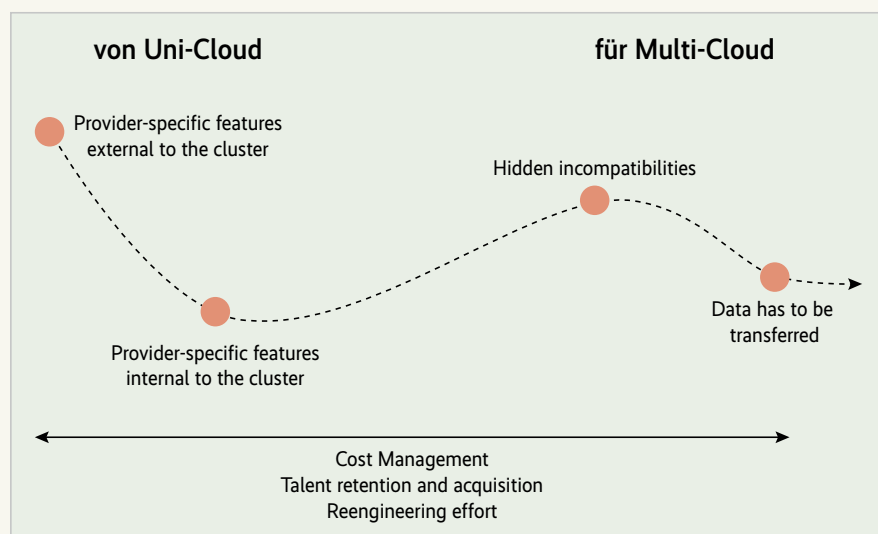 von Uni-Cloud
für Multi-Cloud
Provider-specific features
external to the cluster
Hidden incompatibilities
Data has to be
transferred
Provider-specific features
internal to the cluster
Cost Management
Talent retention and acquisition
Reengineering effort